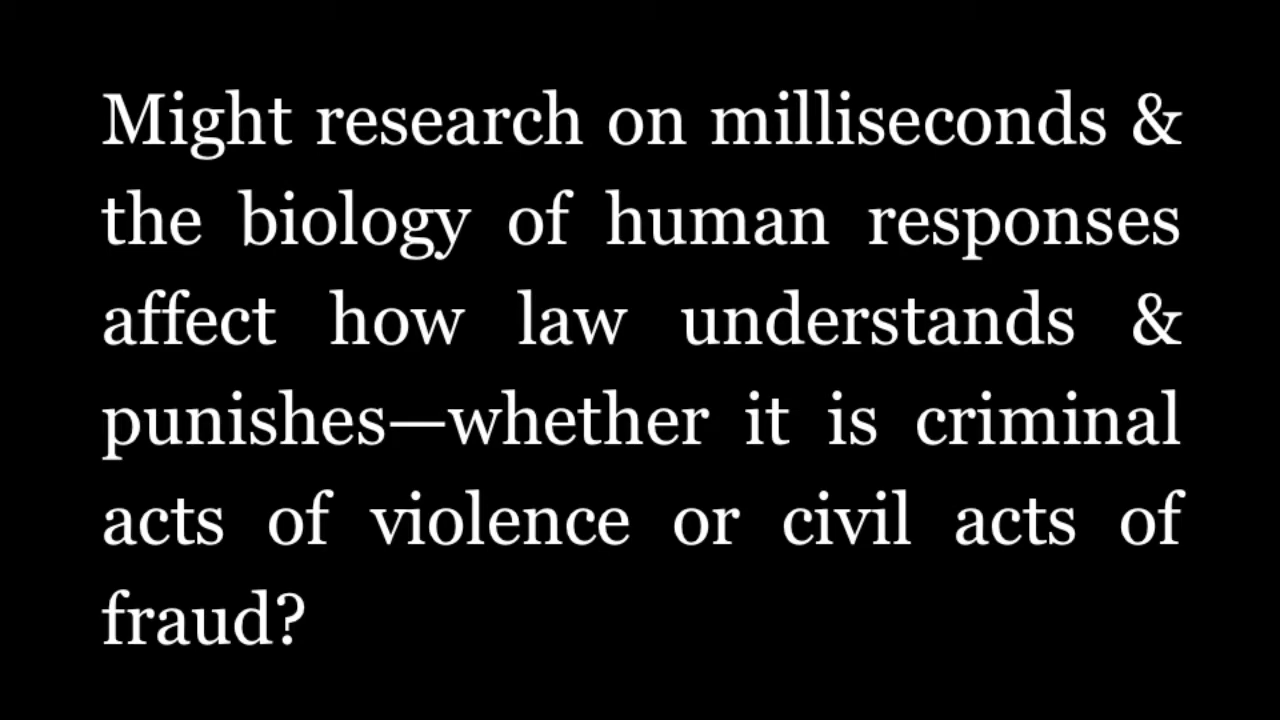 Might research on milliseconds &
the biology of human responses
affect how law understands &
punishes—whether it is criminal
acts of violence or civil acts of
fraud?